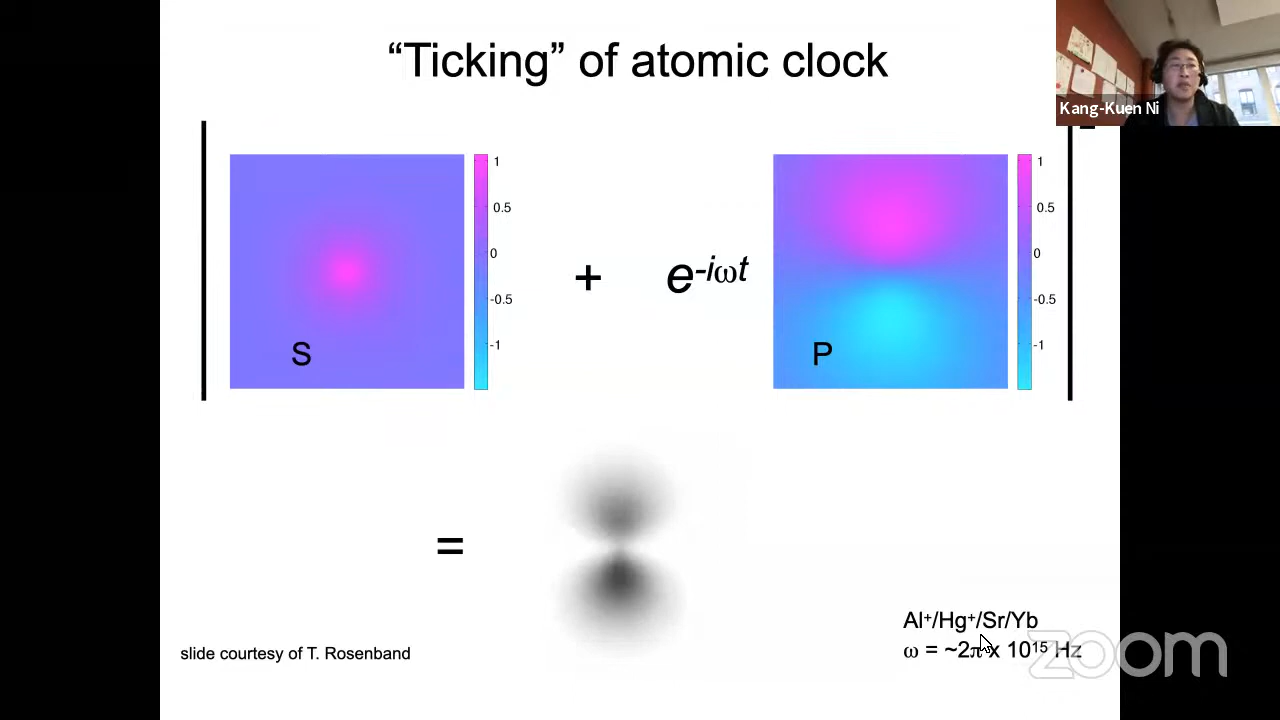 “Ticking” of atomic clock
Kang-Kuen Ni
1
0.5
0
-0.5
-1
S
+
e^-iωt
1
0.5
0
-0.5
-1
P
=
Al⁺/Hg⁺/Sr/Yb
ω = ~2π x 10¹⁵ Hz
slide courtesy of T. Rosenband
zoom